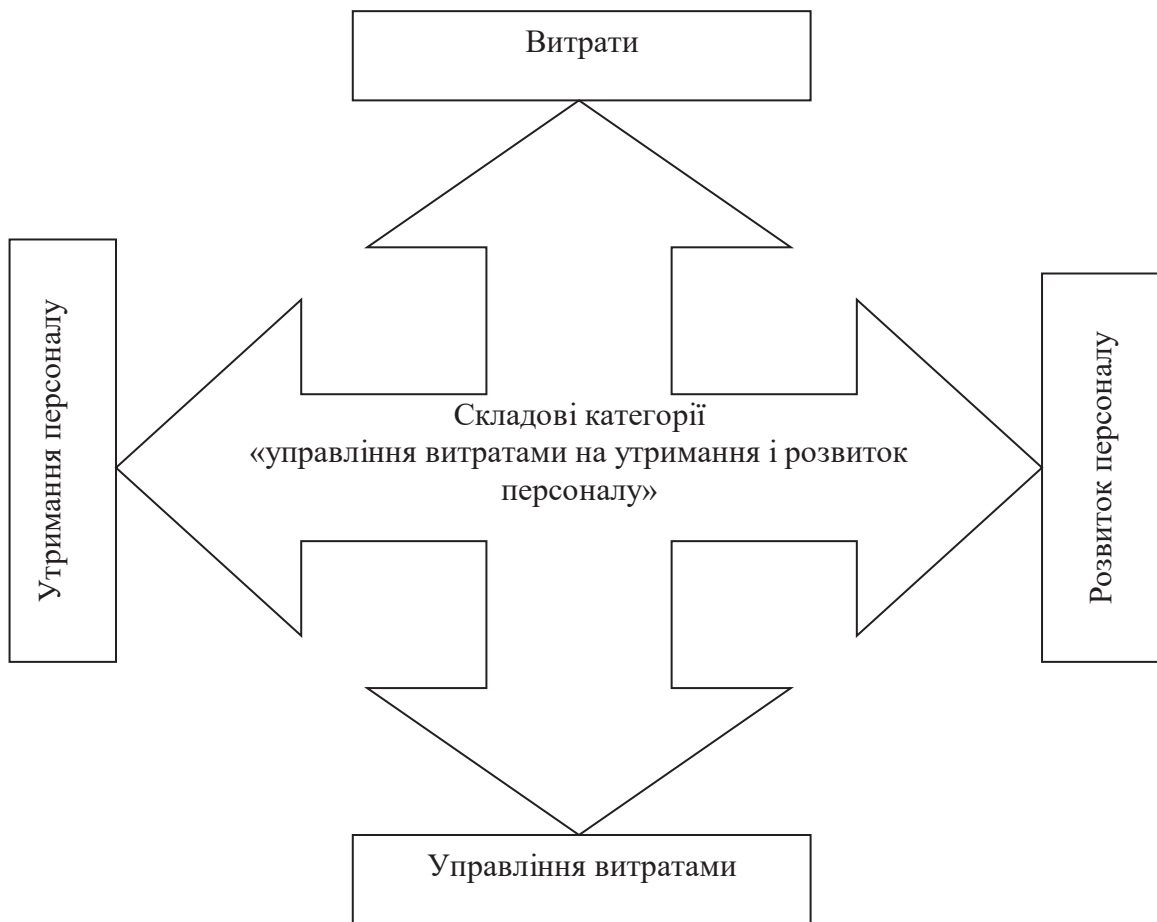 Витрати
Утримання персоналу
Складові категорії
«управління витратами на утримання і розвиток
персоналу»
Розвиток персоналу
Управління витратами